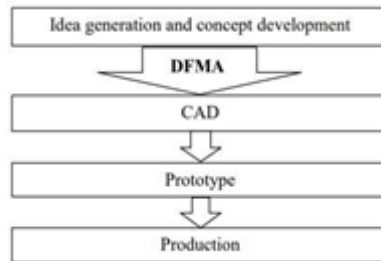 Idea generation and concept development
DFMA
CAD
Prototype
Production